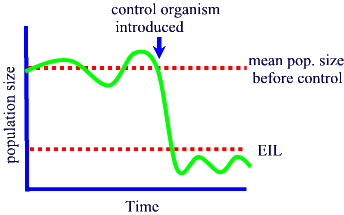 control organism
introduced
mean pop. size
before control
EIL
population size
Time